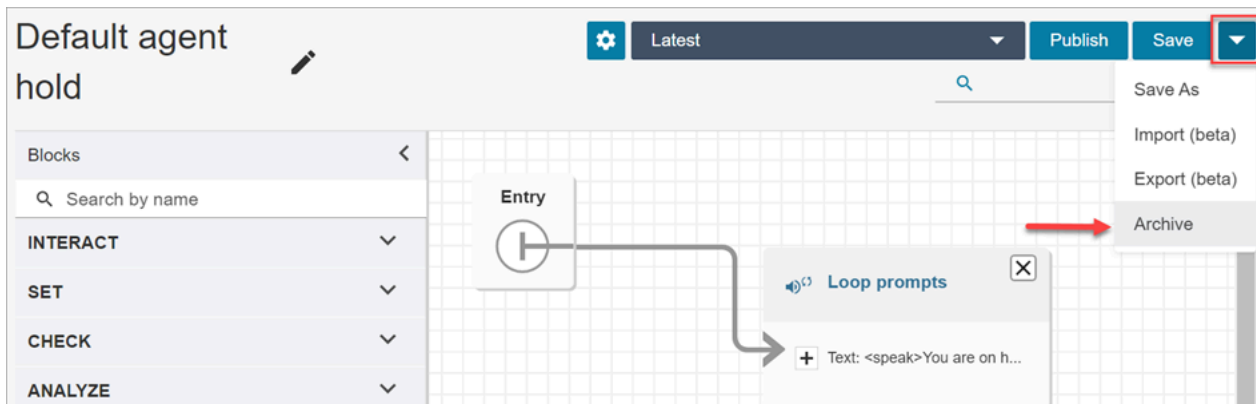 Default agent
hold
Latest
Publish
Save
Save As
Import (beta)
Export (beta)
Archive
Blocks
Search by name
INTERACT
SET
CHECK
ANALYZE
Entry
Loop prompts
Text: <speak>You are on h...